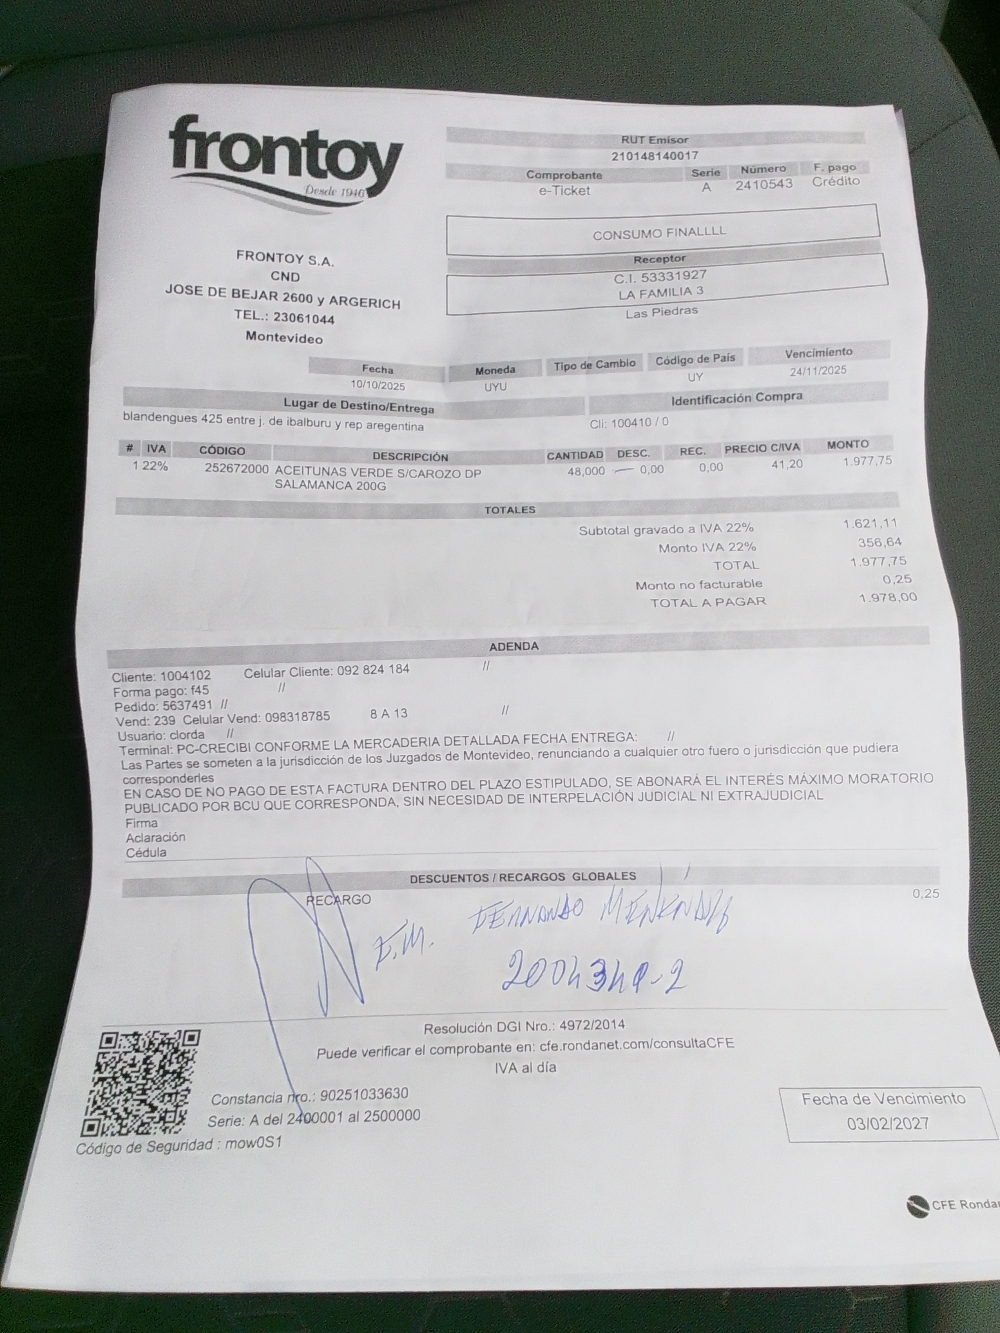 frontoy
Desde 1946
RUT Emisor
210148140017
Comprobante Serie Número F. pago
e-Ticket A 2410543 Crédito
CONSUMO FINALLLL
Receptor
C.I. 53331927
LA FAMILIA 3
Las Piedras
FRONTOY S.A.
CND
JOSE DE BEJAR 2600 y ARGERICH
TEL.: 23061044
Montevideo
Fecha Moneda Tipo de Cambio Código de País Vencimiento
10/10/2025 UYU UY 24/11/2025
Lugar de Destino/Entrega Identificación Compra
blandengues 425 entre j. de ibalburu y rep aregentina Cli: 100410 / 0
# IVA CÓDIGO DESCRIPCIÓN CANTIDAD DESC. REC. PRECIO C/IVA MONTO
1 22% 252672000 ACEITUNAS VERDE S/CAROZO DP 48,000 0,00 0,00 41,20 1.977,75
SALAMANCA 200G
TOTALES
Subtotal gravado a IVA 22% 1.621,11
Monto IVA 22% 356,64
TOTAL 1.977,75
Monto no facturable 0,25
TOTAL A PAGAR 1.978,00
ADENDA
Cliente: 1004102 Celular Cliente: 092 824 184 //
Forma pago: f45 //
Pedido: 5637491 //
Vend: 239 Celular Vend: 098318785 8 A 13 //
Usuario: clorda //
Terminal: PC-CRECIBI CONFORME LA MERCADERIA DETALLADA FECHA ENTREGA: //
Las Partes se someten a la jurisdicción de los Juzgados de Montevideo, renunciando a cualquier otro fuero o jurisdicción que pudiera
corresponderles
EN CASO DE NO PAGO DE ESTA FACTURA DENTRO DEL PLAZO ESTIPULADO, SE ABONARÁ EL INTERÉS MÁXIMO MORATORIO
PUBLICADO POR BCU QUE CORRESPONDA, SIN NECESIDAD DE INTERPELACIÓN JUDICIAL NI EXTRAJUDICIAL
Firma
Aclaración
Cédula
DESCUENTOS / RECARGOS GLOBALES
RECARGO 0,25
F.M. FERNANDO MENÉNDEZ
Resolución DGI Nro.: 4972/2014
Puede verificar el comprobante en: cfe.rondanet.com/consultaCFE
IVA al día
Constancia nro.: 90251033630
Serie: A del 2400001 al 2500000
Código de Seguridad : mow0S1
Fecha de Vencimiento
03/02/2027
CFE